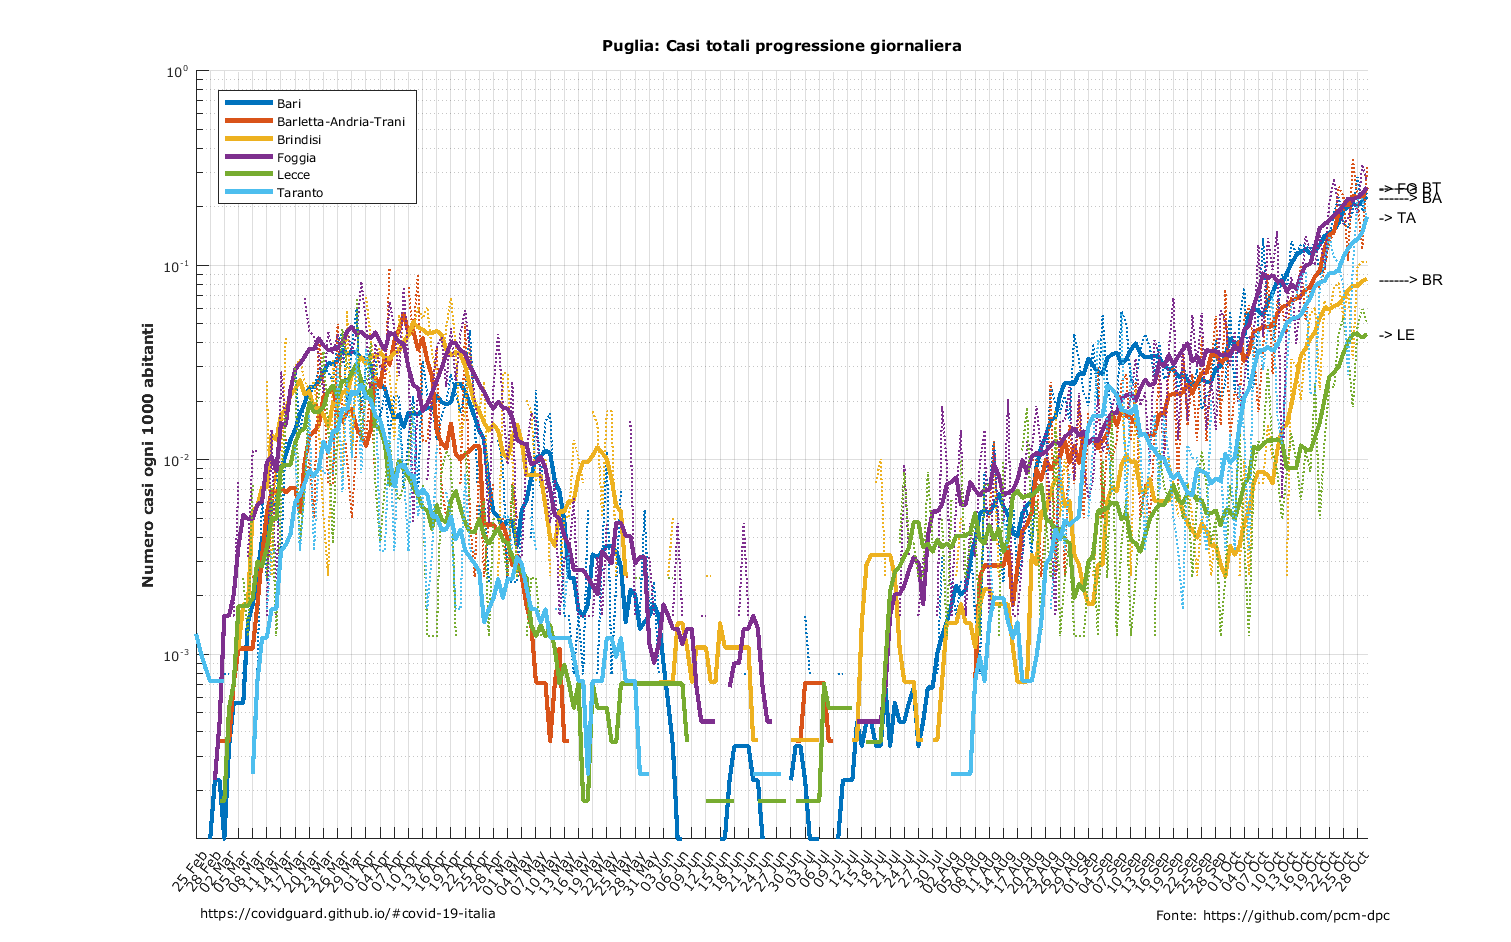 Puglia: Casi totali progressione giornaliera
10⁰
10⁻¹
10⁻²
10⁻³
Numero casi ogni 1000 abitanti
Bari
Barletta-Andria-Trani
Brindisi
Foggia
Lecce
Taranto
-> FG
------> BT
------> BA
-> TA
------> BR
-> LE
25 Feb
28 Feb
02 Mar
05 Mar
08 Mar
11 Mar
14 Mar
17 Mar
20 Mar
23 Mar
26 Mar
29 Mar
01 Apr
04 Apr
07 Apr
10 Apr
13 Apr
16 Apr
19 Apr
22 Apr
25 Apr
28 Apr
01 May
04 May
07 May
10 May
13 May
16 May
19 May
22 May
25 May
28 May
31 May
03 Jun
06 Jun
09 Jun
12 Jun
15 Jun
18 Jun
21 Jun
24 Jun
27 Jun
30 Jun
03 Jul
06 Jul
09 Jul
12 Jul
15 Jul
18 Jul
21 Jul
24 Jul
27 Jul
30 Jul
02 Aug
05 Aug
08 Aug
11 Aug
14 Aug
17 Aug
20 Aug
23 Aug
26 Aug
29 Aug
01 Sep
04 Sep
07 Sep
10 Sep
13 Sep
16 Sep
19 Sep
22 Sep
25 Sep
28 Sep
01 Oct
04 Oct
07 Oct
10 Oct
13 Oct
16 Oct
19 Oct
22 Oct
25 Oct
28 Oct
https://covidguard.github.io/#covid-19-italia
Fonte: https://github.com/pcm-dpc